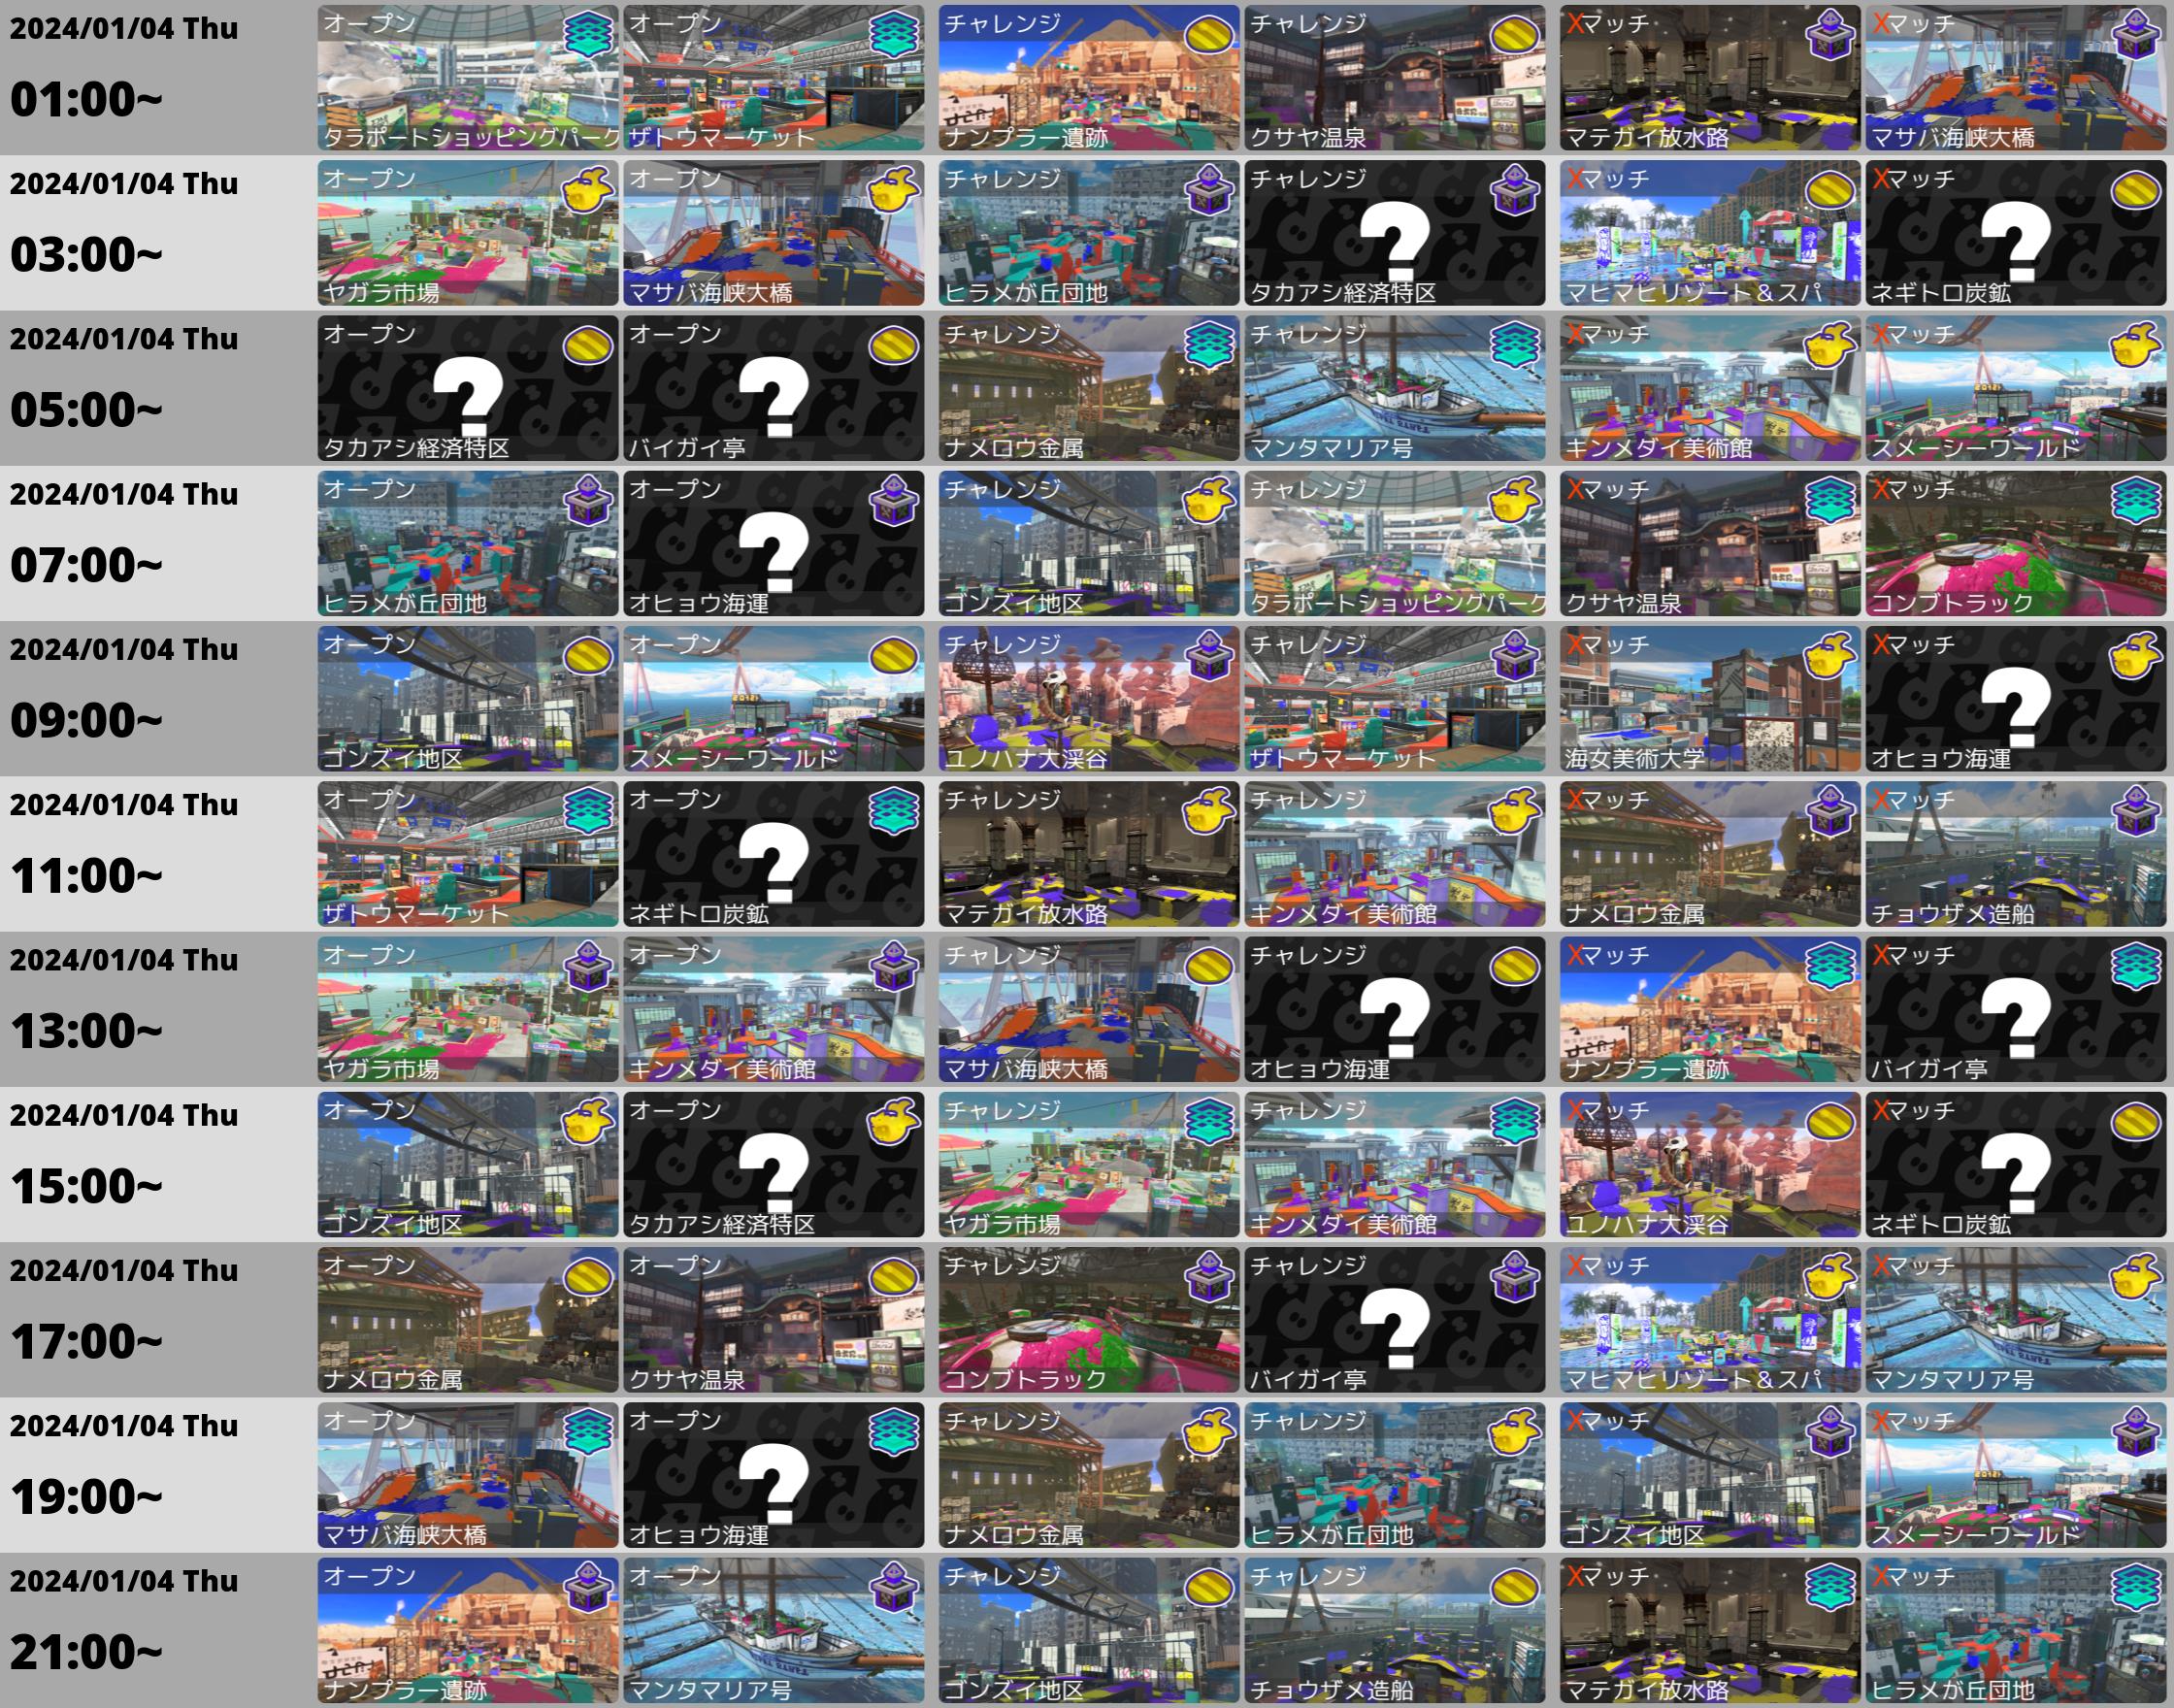 2024/01/04 Thu
01:00~
オープン
タラポートショッピングパーク
オープン
ザトウマーケット
チャレンジ
ナンプラー遺跡
チャレンジ
クサヤ温泉
Xマッチ
マテガイ放水路
Xマッチ
マサバ海峡大橋
2024/01/04 Thu
03:00~
オープン
ヤガラ市場
オープン
マサバ海峡大橋
チャレンジ
ヒラメが丘団地
チャレンジ
タカアシ経済特区
Xマッチ
マヒマヒリゾート＆スパ
Xマッチ
ネギトロ炭鉱
2024/01/04 Thu
05:00~
オープン
タカアシ経済特区
オープン
バイガイ亭
チャレンジ
ナメロウ金属
チャレンジ
マンタマリア号
Xマッチ
キンメダイ美術館
Xマッチ
スメーシーワールド
2024/01/04 Thu
07:00~
オープン
ヒラメが丘団地
オープン
オヒョウ海運
チャレンジ
ゴンズイ地区
チャレンジ
タラポートショッピングパーク
Xマッチ
クサヤ温泉
Xマッチ
コンブトラック
2024/01/04 Thu
09:00~
オープン
ゴンズイ地区
オープン
スメーシーワールド
チャレンジ
ユノハナ大渓谷
チャレンジ
ザトウマーケット
Xマッチ
海女美術大学
Xマッチ
オヒョウ海運
2024/01/04 Thu
11:00~
オープン
ザトウマーケット
オープン
ネギトロ炭鉱
チャレンジ
マテガイ放水路
チャレンジ
キンメダイ美術館
Xマッチ
ナメロウ金属
Xマッチ
チョウザメ造船
2024/01/04 Thu
13:00~
オープン
ヤガラ市場
オープン
キンメダイ美術館
チャレンジ
マサバ海峡大橋
チャレンジ
オヒョウ海運
Xマッチ
ナンプラー遺跡
Xマッチ
バイガイ亭
2024/01/04 Thu
15:00~
オープン
ゴンズイ地区
オープン
タカアシ経済特区
チャレンジ
ヤガラ市場
チャレンジ
キンメダイ美術館
Xマッチ
ユノハナ大渓谷
Xマッチ
ネギトロ炭鉱
2024/01/04 Thu
17:00~
オープン
ナメロウ金属
オープン
クサヤ温泉
チャレンジ
コンブトラック
チャレンジ
バイガイ亭
Xマッチ
マヒマヒリゾート＆スパ
Xマッチ
マンタマリア号
2024/01/04 Thu
19:00~
オープン
マサバ海峡大橋
オープン
オヒョウ海運
チャレンジ
ナメロウ金属
チャレンジ
ヒラメが丘団地
Xマッチ
ゴンズイ地区
Xマッチ
スメーシーワールド
2024/01/04 Thu
21:00~
オープン
ナンプラー遺跡
オープン
マンタマリア号
チャレンジ
ゴンズイ地区
チャレンジ
チョウザメ造船
Xマッチ
マテガイ放水路
Xマッチ
ヒラメが丘団地